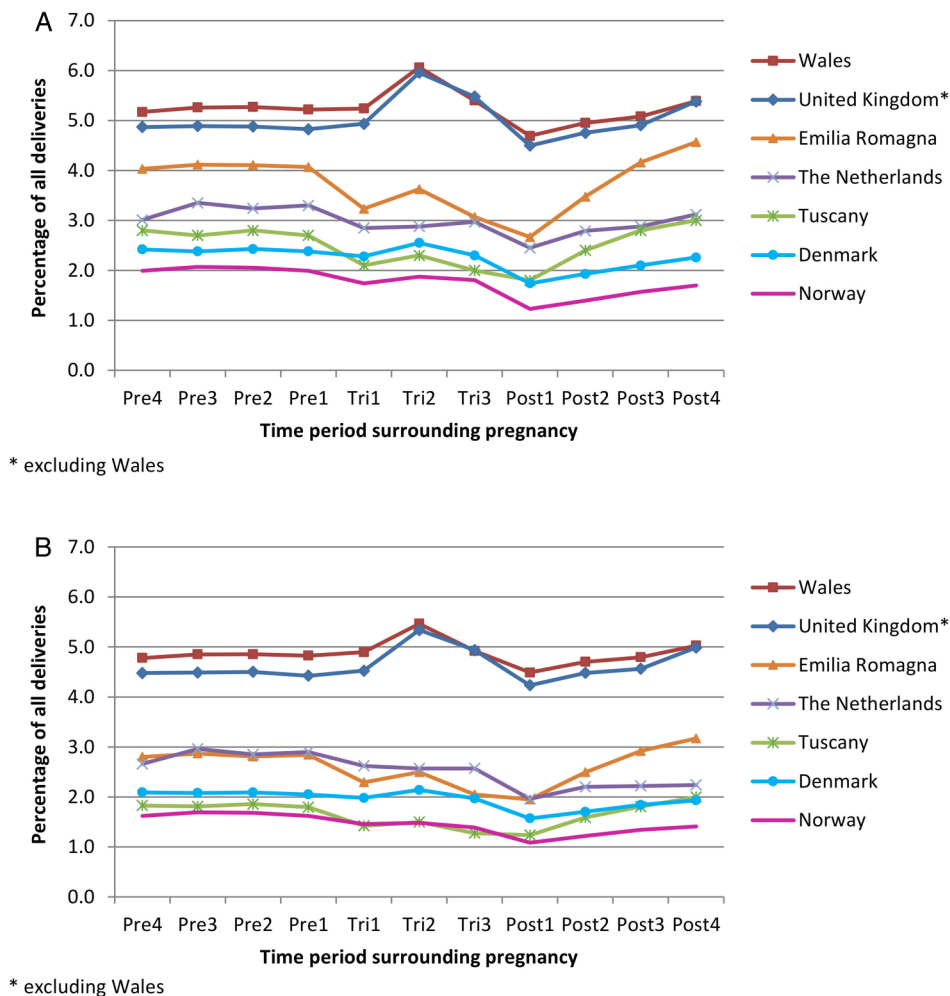 A
7.0
6.0
5.0
4.0
3.0
2.0
1.0
0.0
Percentage of all deliveries
Pre4 Pre3 Pre2 Pre1 Tri1 Tri2 Tri3 Post1 Post2 Post3 Post4
Time period surrounding pregnancy
Wales
United Kingdom*
Emilia Romagna
The Netherlands
Tuscany
Denmark
Norway
* excluding Wales
B
7.0
6.0
5.0
4.0
3.0
2.0
1.0
0.0
Percentage of all deliveries
Pre4 Pre3 Pre2 Pre1 Tri1 Tri2 Tri3 Post1 Post2 Post3 Post4
Time period surrounding pregnancy
Wales
United Kingdom*
Emilia Romagna
The Netherlands
Tuscany
Denmark
Norway
* excluding Wales